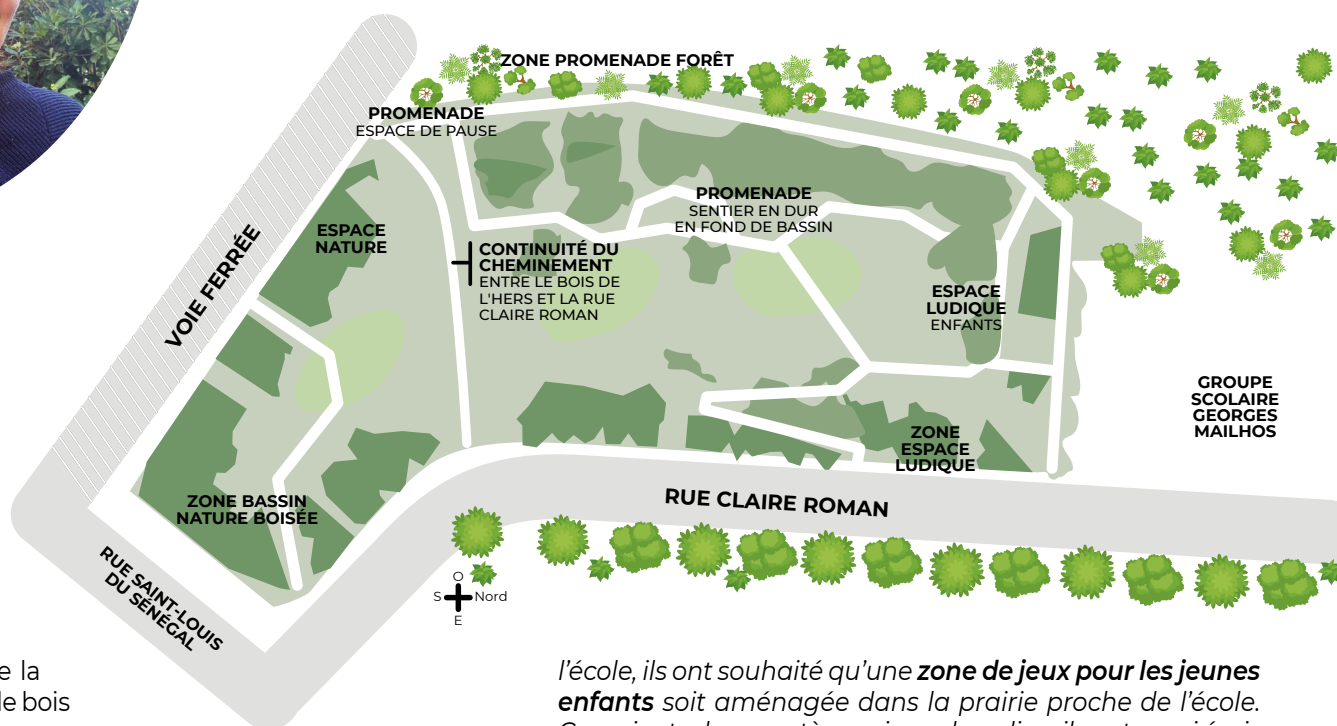 ZONE PROMENADE FORÊT
PROMENADE
ESPACE DE PAUSE
PROMENADE
SENTIER EN DUR
EN FOND DE BASSIN
ESPACE
NATURE
VOIE FERRÉE
CONTINUITÉ DU
CHEMINEMENT
ENTRE LE BOIS DE
L'HERS ET LA RUE
CLAIRE ROMAN
ESPACE
LUDIQUE
ENFANTS
GROUPE
SCOLAIRE
GEORGES
MAILHOS
ZONE
ESPACE
LUDIQUE
ZONE BASSIN
NATURE BOISÉE
RUE CLAIRE ROMAN
RUE SAINT-LOUIS
DU SÉNÉGAL
O
S Nord
E
e la
de bois
l'école, ils ont souhaité qu'une zone de jeux pour les jeunes
enfants soit aménagée dans la prairie proche de l'école.